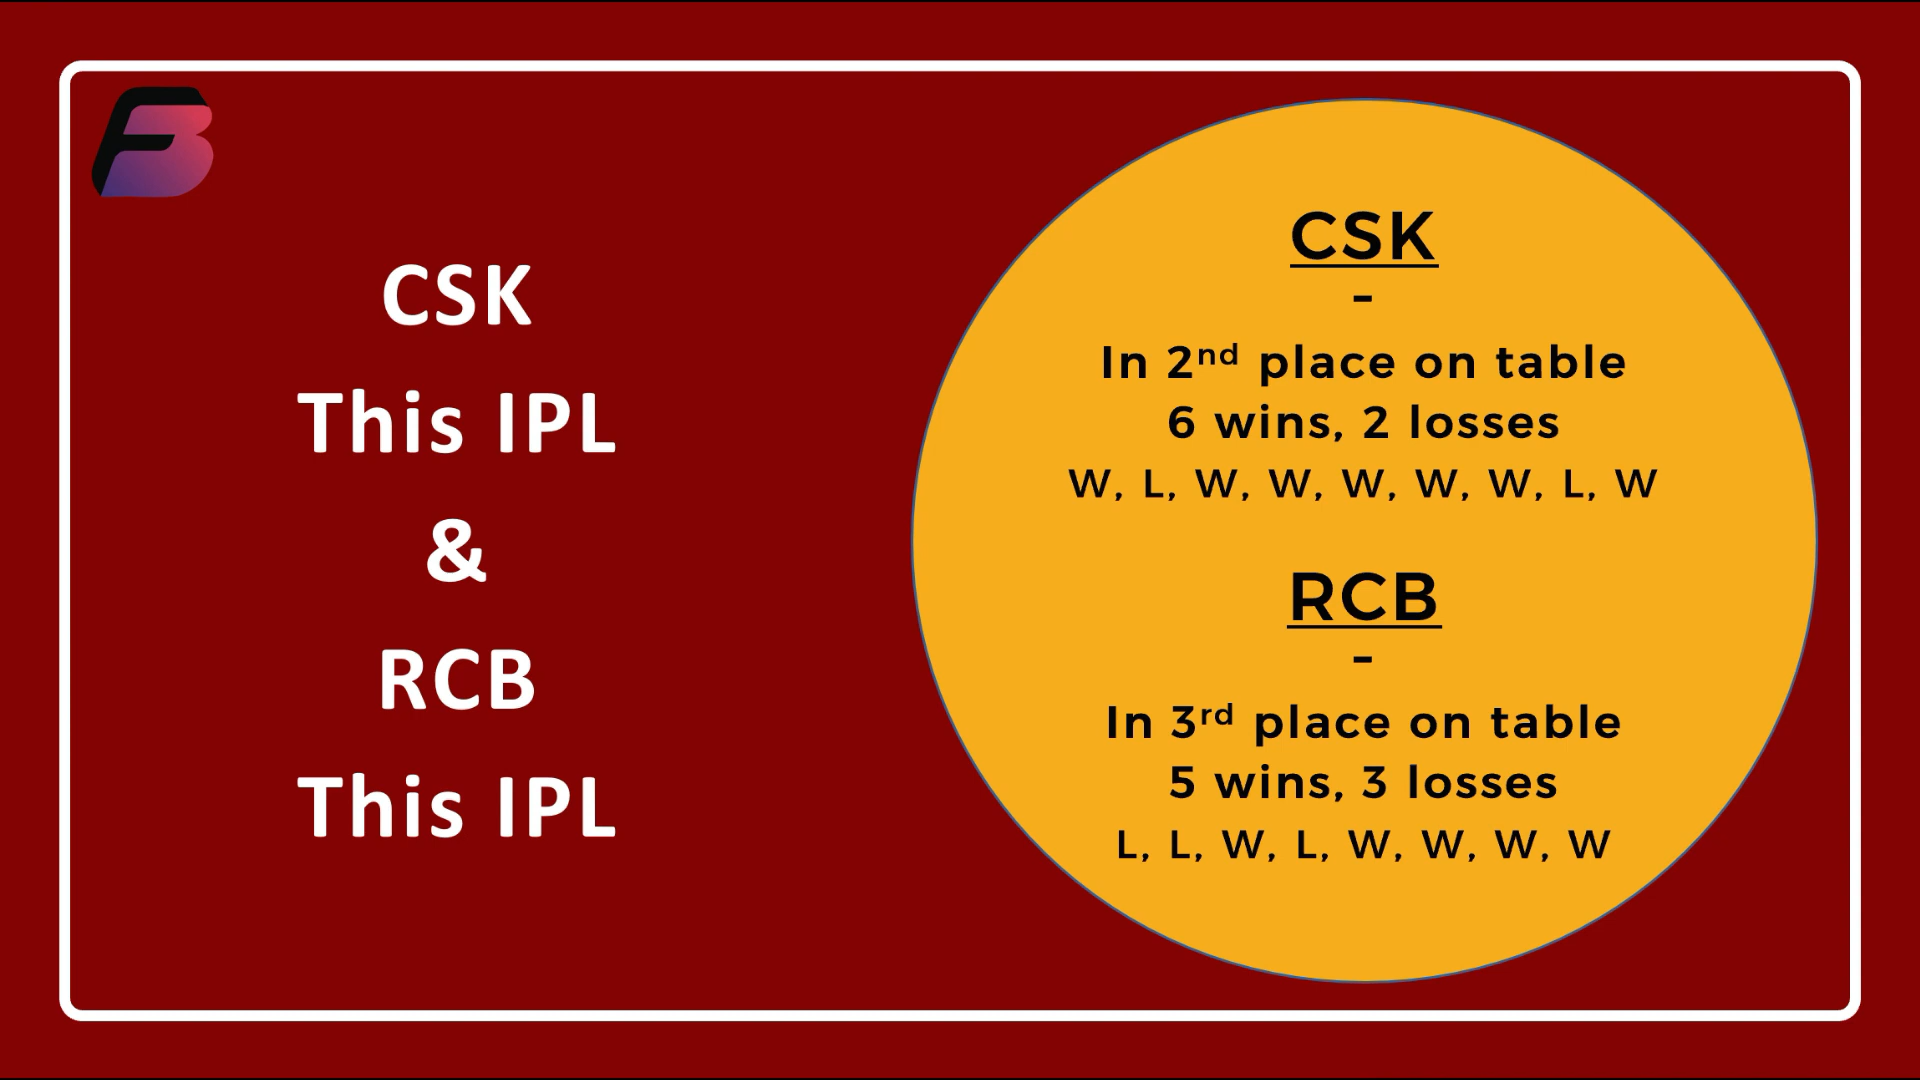 CSK
This IPL
&
RCB
This IPL
CSK
-
In 2nd place on table
6 wins, 2 losses
W, L, W, W, W, W, W, L, W
RCB
-
In 3rd place on table
5 wins, 3 losses
L, L, W, L, W, W, W, W